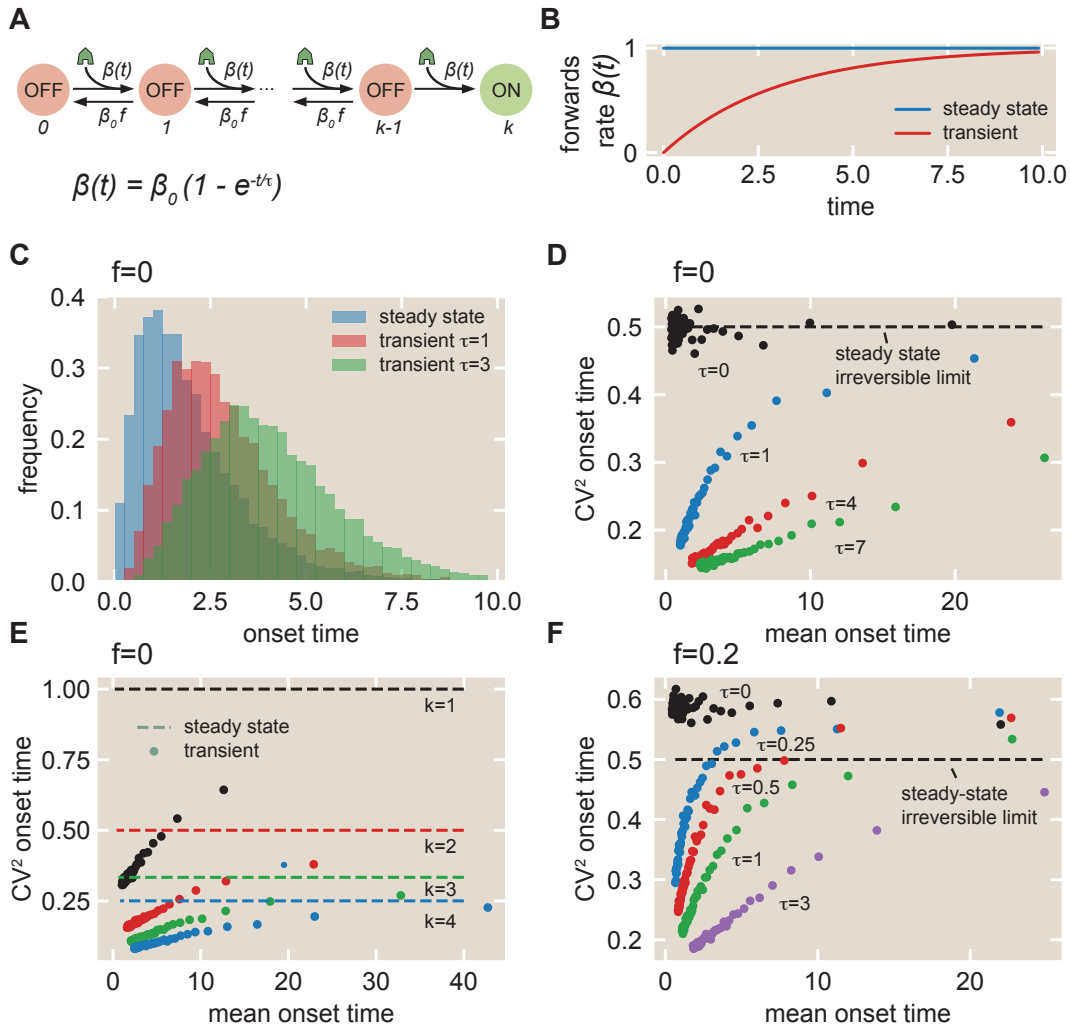 A
β(t) β(t) β(t) β(t)
OFF OFF ... OFF ON
β₀f β₀f β₀f
0 1 k-1 k
β(t) = β₀ (1 - e^-t/τ)
B
forwards
rate β(t)
1
0
steady state
transient
0.0 2.5 5.0 7.5 10.0
time
C
f=0
frequency
0.4
0.3
0.2
0.1
0.0
steady state
transient τ=1
transient τ=3
0.0 2.5 5.0 7.5 10.0
onset time
D
f=0
CV² onset time
0.5
0.4
0.3
0.2
τ=0
steady state
irreversible limit
τ=1
τ=4
τ=7
0 10 20
mean onset time
E
f=0
CV² onset time
1.00
0.75
0.50
0.25
k=1
steady state
transient
k=2
k=3
k=4
0 10 20 30 40
mean onset time
F
f=0.2
CV² onset time
0.6
0.5
0.4
0.3
0.2
τ=0
τ=0.25
τ=0.5
steady-state
irreversible limit
τ=1
τ=3
0 10 20
mean onset time